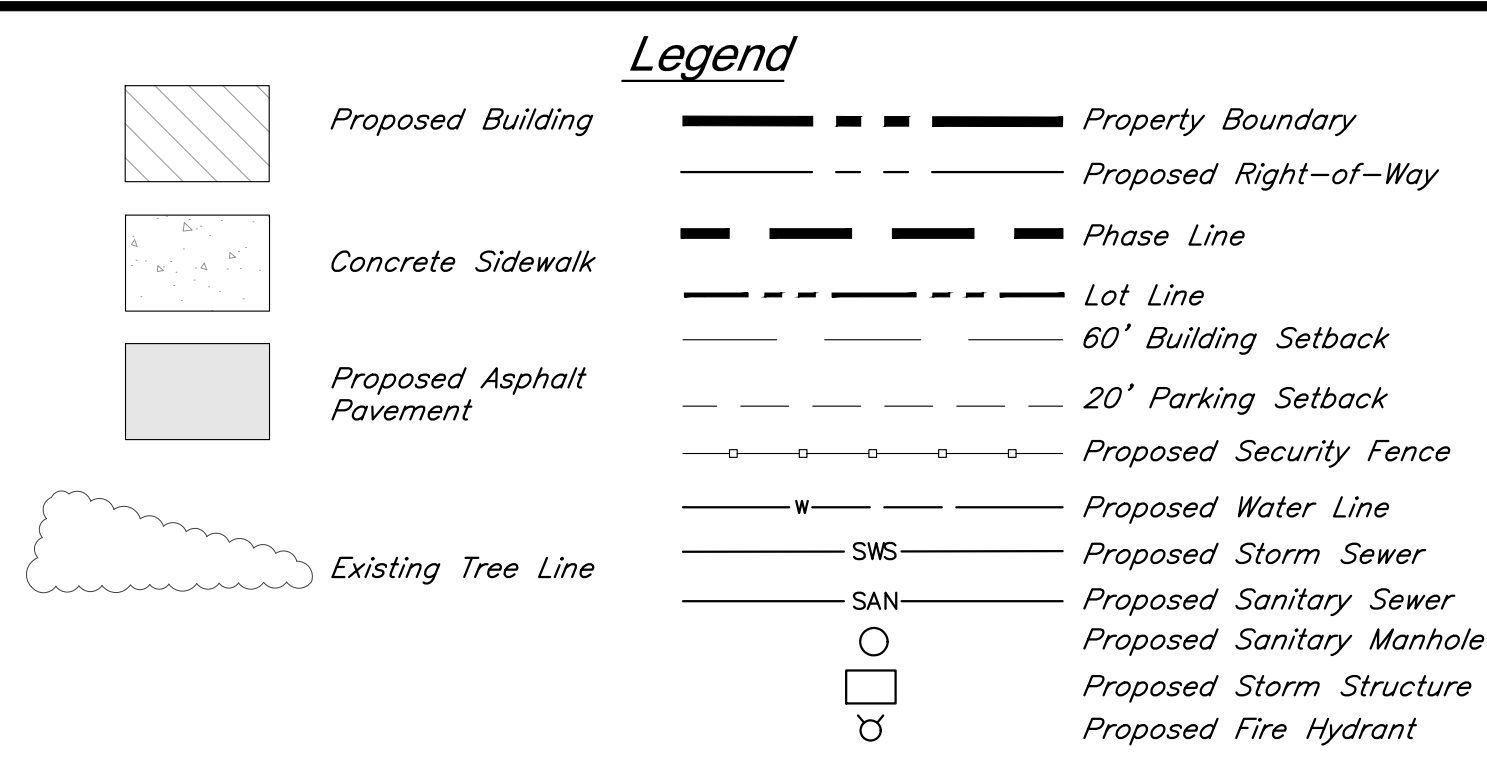 Legend
Proposed Building
Concrete Sidewalk
Proposed Asphalt
Pavement
Existing Tree Line
Property Boundary
Proposed Right-of-Way
Phase Line
Lot Line
60' Building Setback
20' Parking Setback
Proposed Security Fence
W Proposed Water Line
SWS Proposed Storm Sewer
SAN Proposed Sanitary Sewer
Proposed Sanitary Manhole
Proposed Storm Structure
Proposed Fire Hydrant